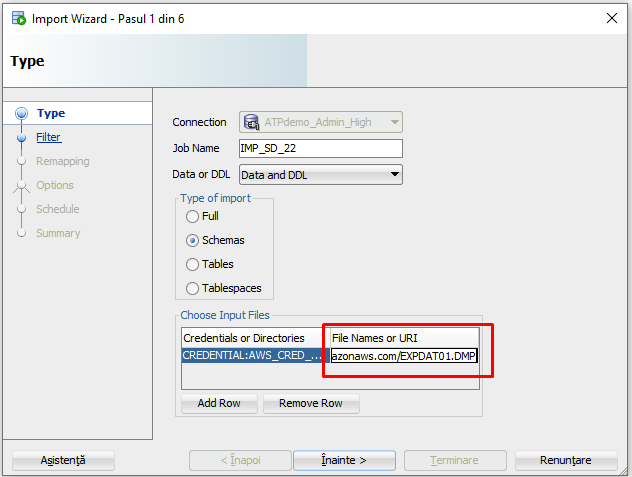 Import Wizard - Pasul 1 din 6
Type
Type
Filter
Remapping
Options
Schedule
Summary
Connection ATPdemo_Admin_High
Job Name IMP_SD_22
Data or DDL Data and DDL
Type of import
Full
Schemas
Tables
Tablespaces
Choose Input Files
Credentials or Directories File Names or URI
CREDENTIAL:AWS_CRED_... azonaws.com/EXPDAT01.DMP
Add Row Remove Row
Asistență < Înapoi Înainte > Terminare Renunțare